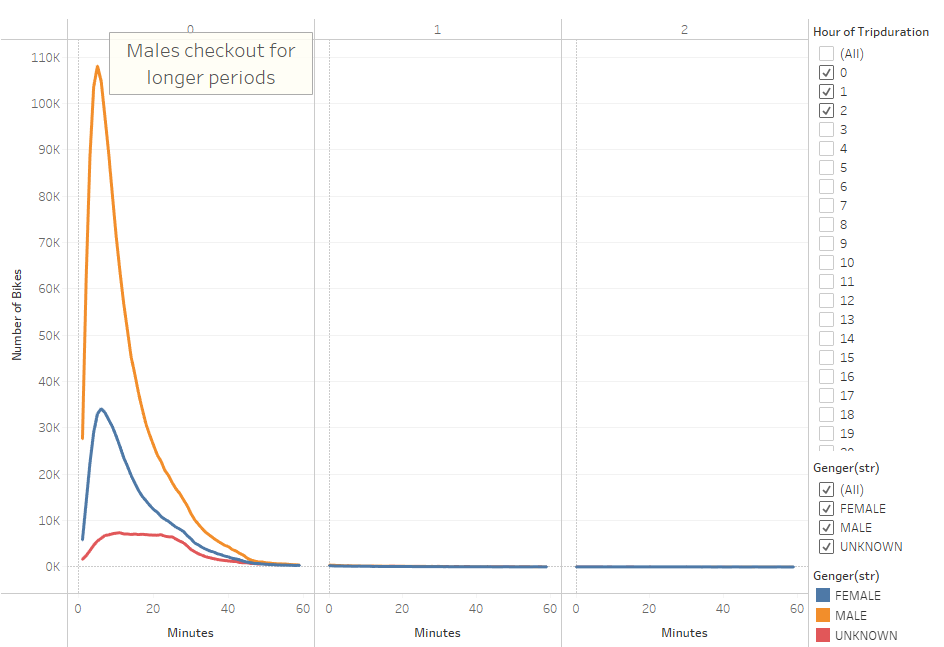 0
1
2
Males checkout for
longer periods
110K
100K
90K
80K
70K
60K
50K
40K
30K
20K
10K
0K
Number of Bikes
0 20 40 60
0 20 40 60
0 20 40 60
Minutes
Minutes
Minutes
Hour of Tripduration
(All)
0
1
2
3
4
5
6
7
8
9
10
11
12
13
14
15
16
17
18
19
Genger(str)
(All)
FEMALE
MALE
UNKNOWN
Genger(str)
FEMALE
MALE
UNKNOWN